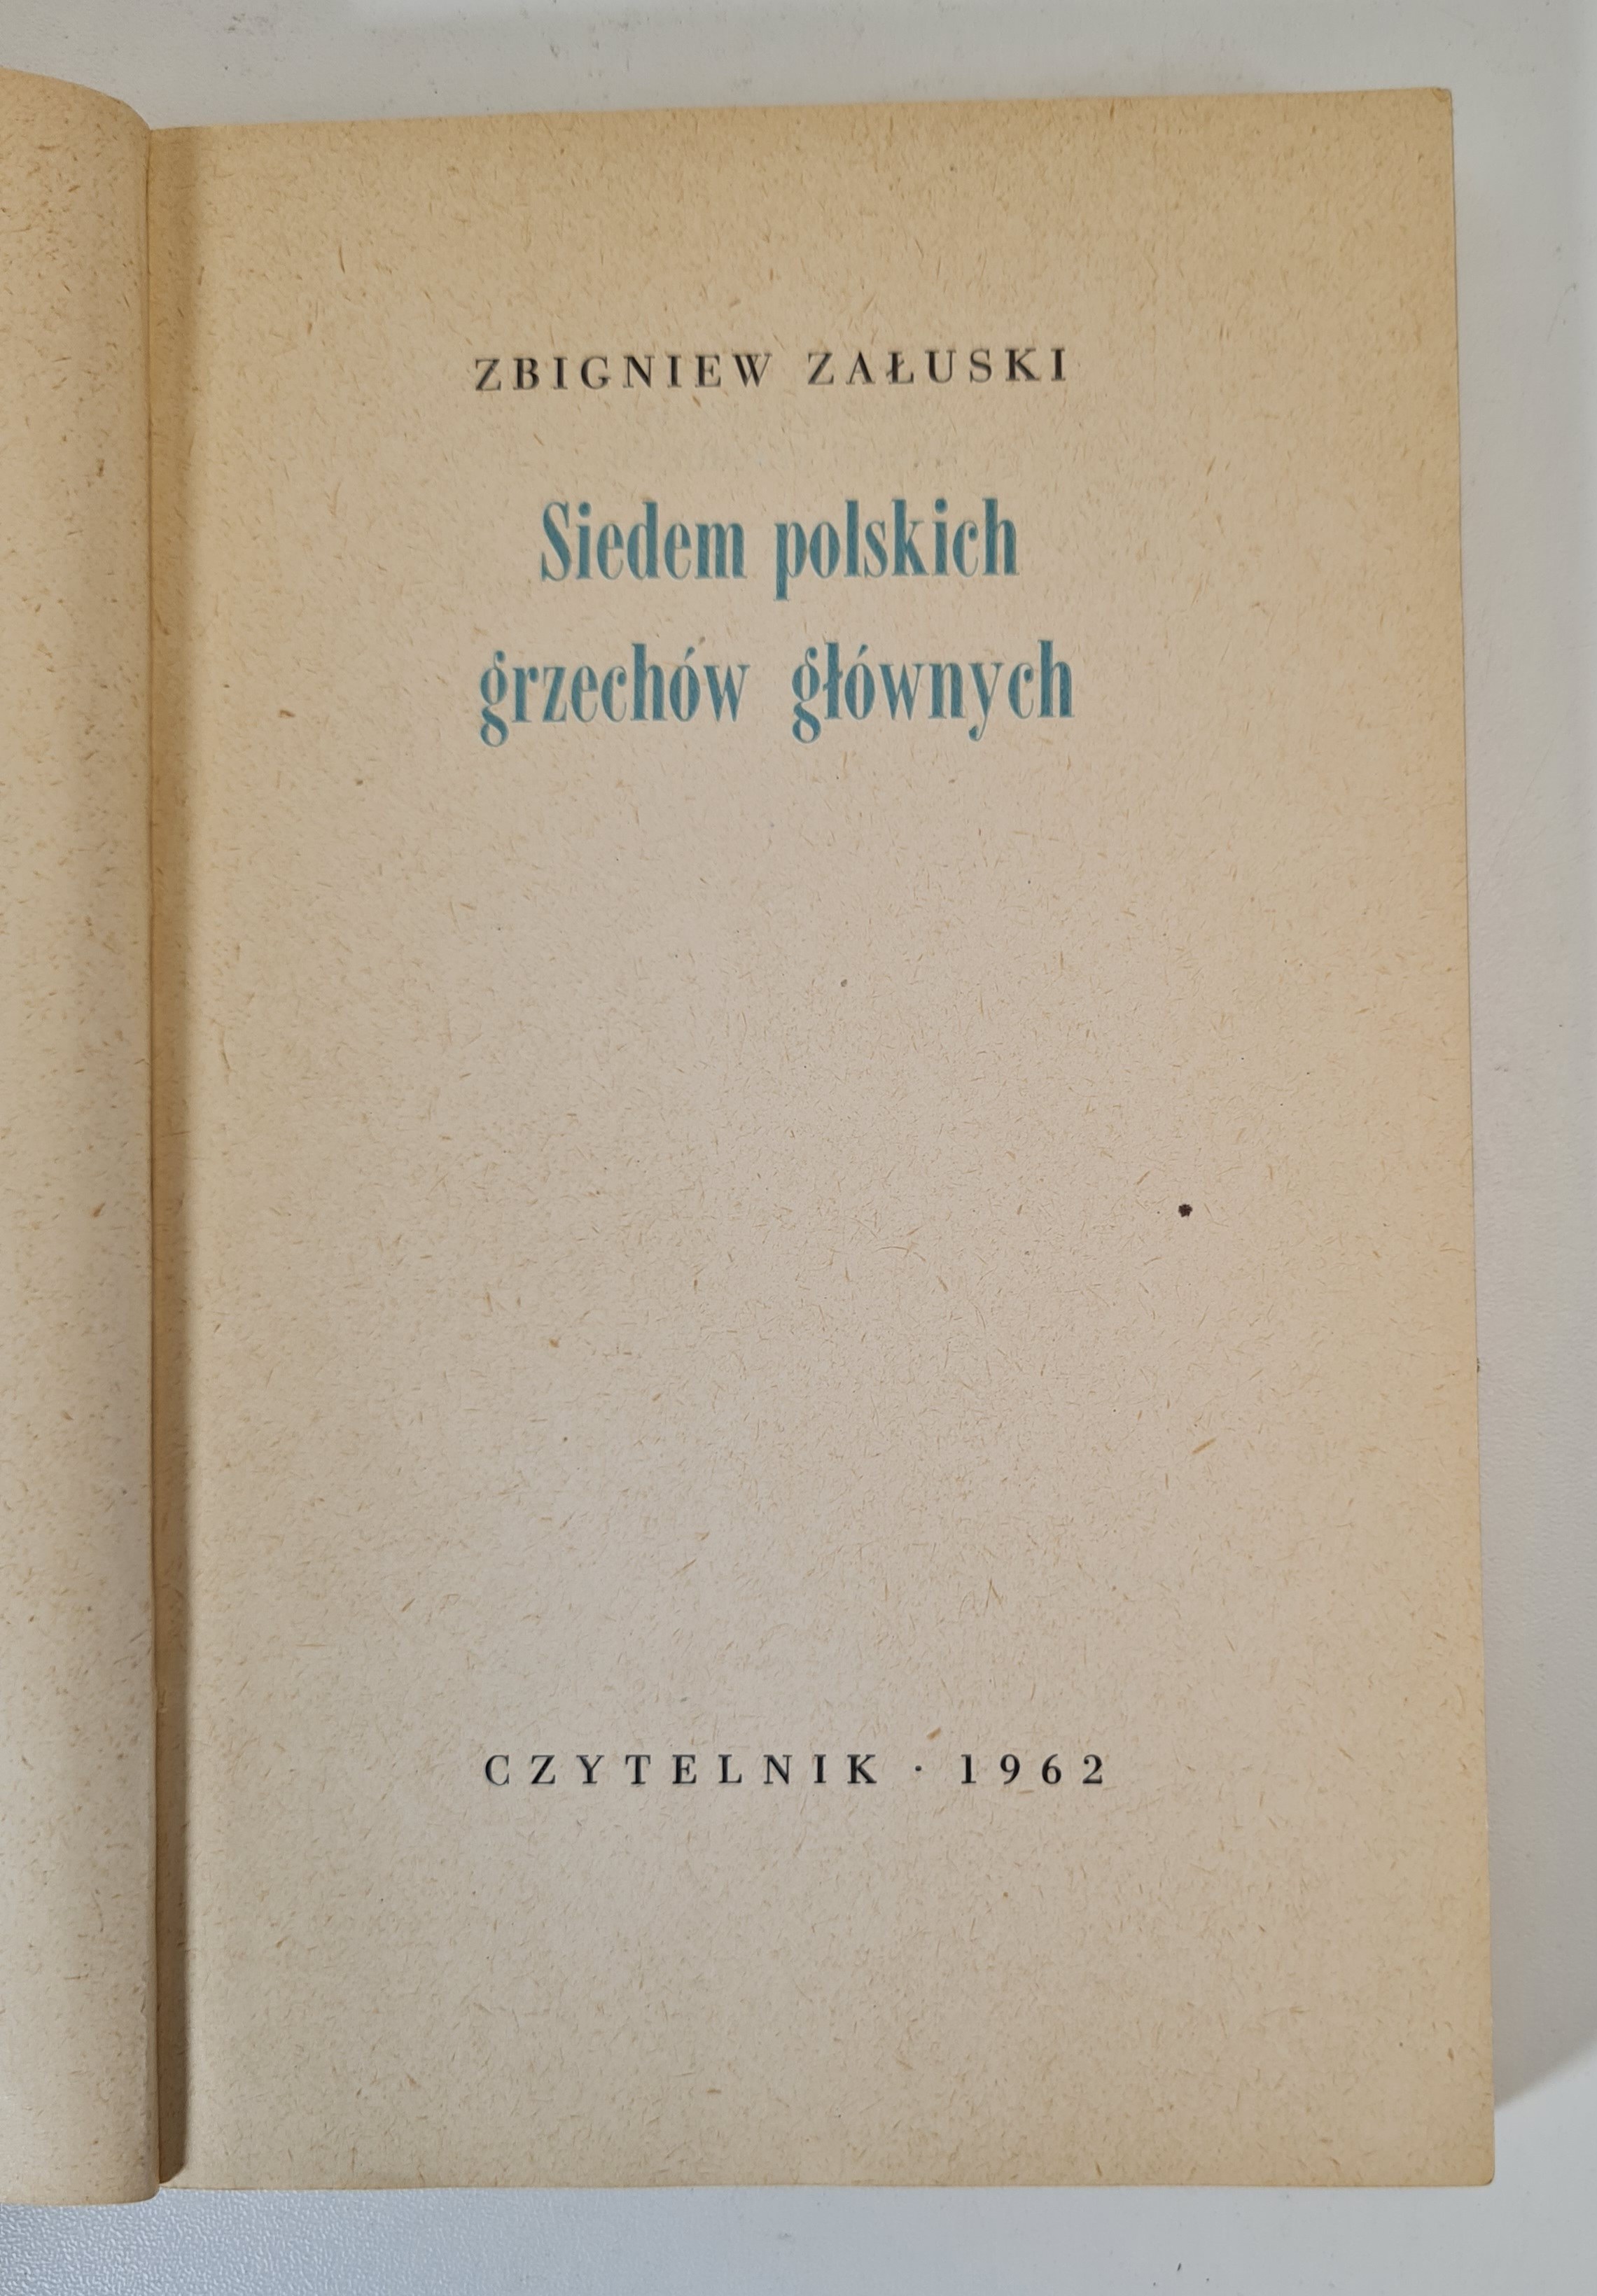 ZBIGNIEW ZAŁUSKI
Siedem polskich
grzechów głównych
CZYTELNIK · 1962